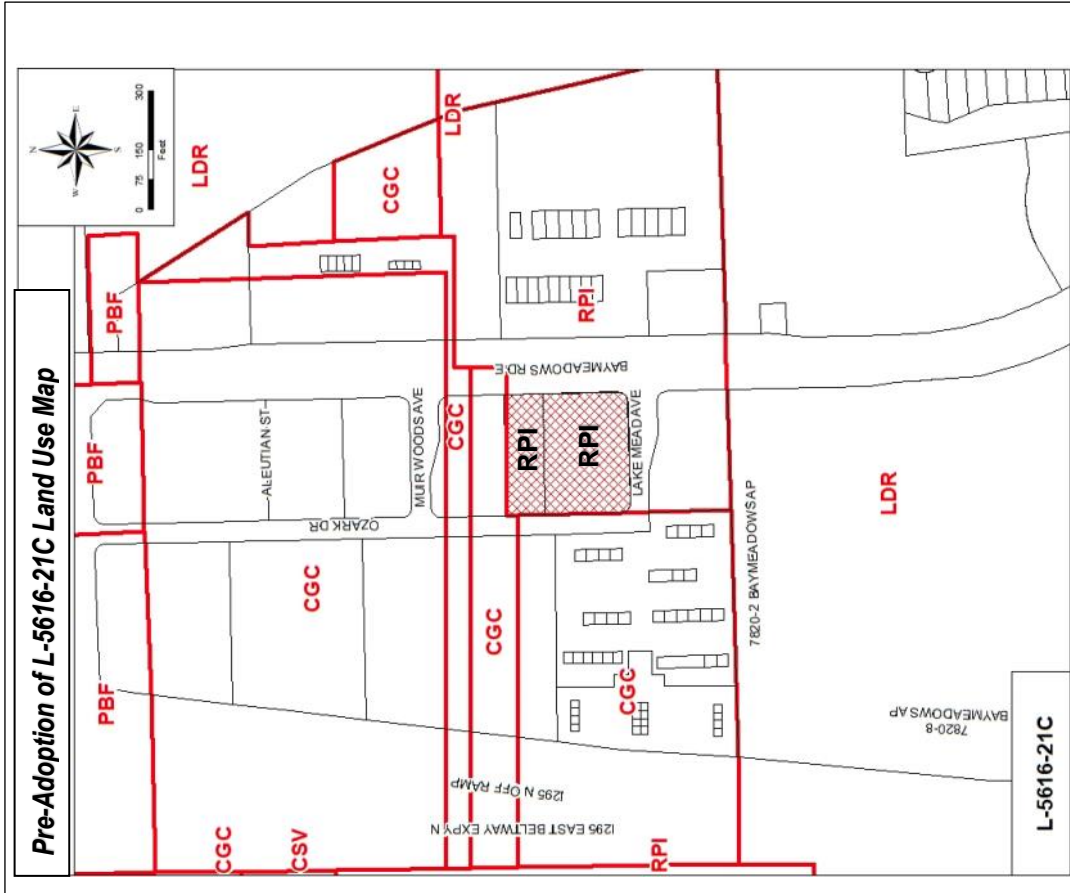 Pre-Adoption of L-5616-21C Land Use Map
N
W
E
S
0 75 150 300
Feet
LDR
PBF
PBF
PBF
CGC
LDR
ALEUTIAN ST
MUIR WOODS AVE
OZARK DR
CGC
CGC
CGC
RPI
BAYMEADOWS RD E
RPI
RPI
LAKE MEAD AVE
CGC
7820-2 BAYMEADOWS AP
LDR
CGC
CSV
I295 N OFF RAMP
I295 EAST BELTWAY EXPY N
RPI
7820-8
BAYMEADOWS AP
L-5616-21C